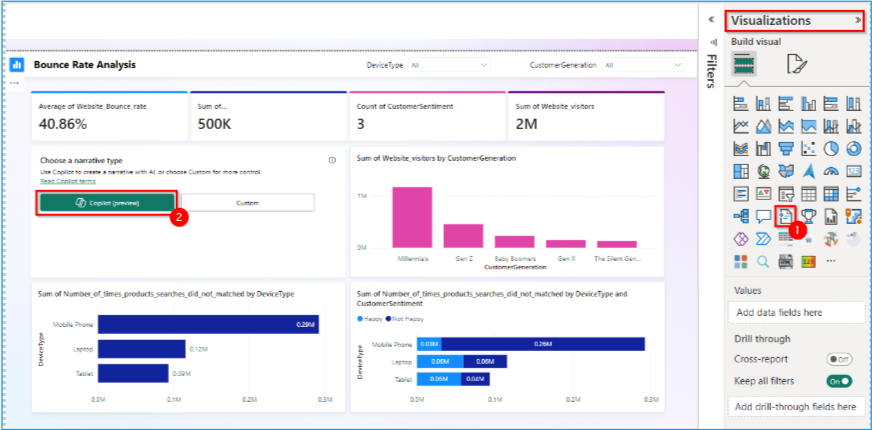 Visualizations
»
«
Build visual
Filters
Bounce Rate Analysis
DeviceType All
CustomerGeneration All
Average of Website_Bounce_rate
40.86%
Sum of...
500K
Count of CustomerSentiment
3
Sum of Website_visitors
2M
Choose a narrative type
Use Copilot to create a narrative with AI, or choose Custom for more control.
Read Copilot terms
Copilot (preview)
Custom
2
1
Sum of Website_visitors by CustomerGeneration
1M
0M
Millennials
Gen Z
Baby Boomers
Gen X
The Silent Gen...
CustomerGeneration
Sum of Number_of_times_products_searches_did_not_matched by DeviceType
DeviceType
Mobile Phone
0.29M
Laptop
0.12M
Tablet
0.09M
0.0M
0.1M
0.2M
0.3M
Sum of Number_of_times_products_searches_did_not_matched by DeviceType and
CustomerSentiment
Happy Not Happy
DeviceType
Mobile Phone
0.03M
0.26M
Laptop
0.06M
0.06M
Tablet
0.05M
0.04M
0.0M
0.1M
0.2M
0.3M
123
Values
Add data fields here
Drill through
Cross-report
Off
Keep all filters
On
Add drill-through fields here